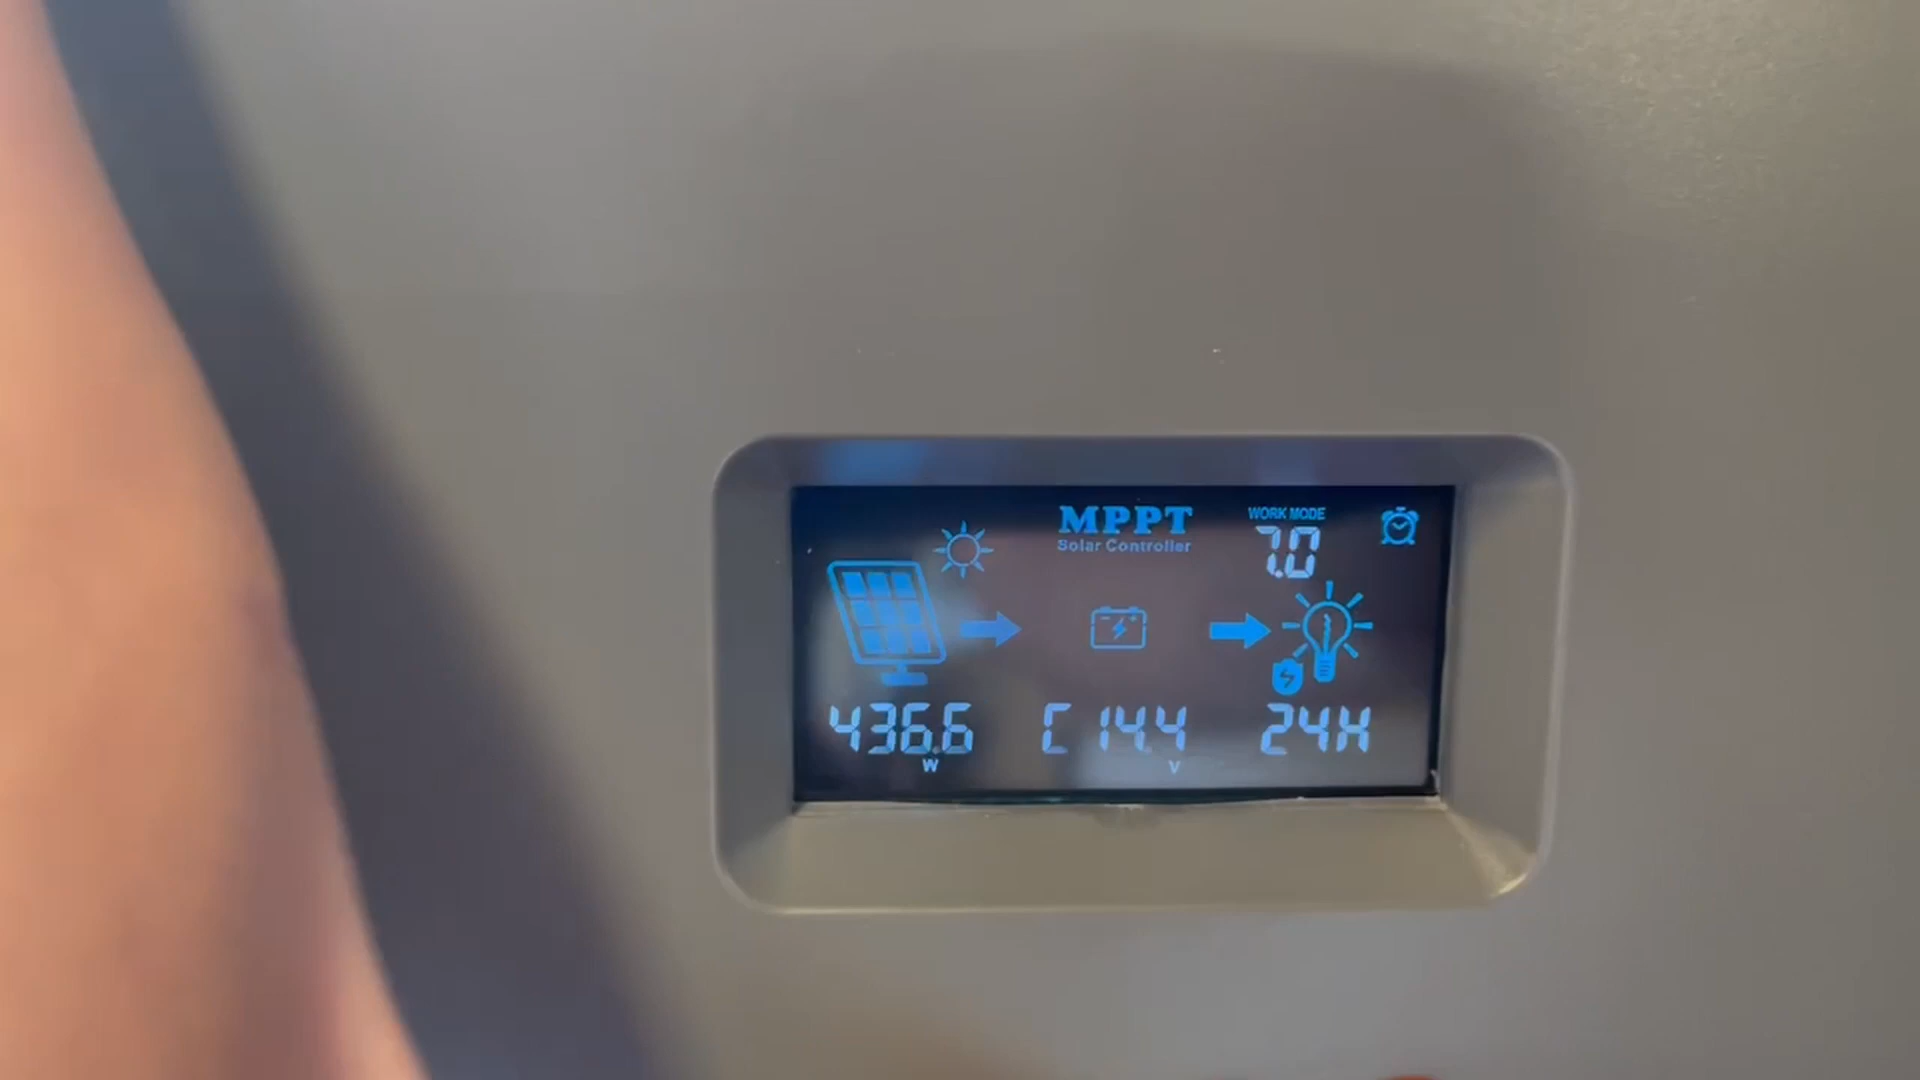 MPPT
Solar Controller
WORK MODE
7.0
436.6
W
C 14.4
V
24H